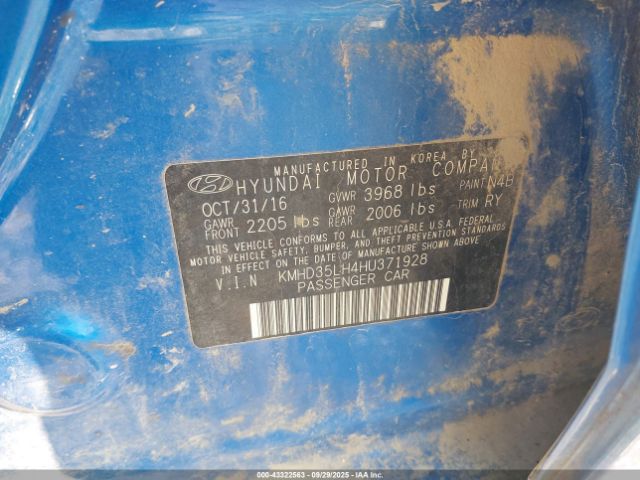 MANUFACTURED IN KOREA BY
HYUNDAI MOTOR COMPANY
OCT/31/16 GVWR 3968 lbs PAINT N4B
GAWR FRONT 2205 lbs GAWR REAR 2006 lbs TRIM RY
THIS VEHICLE CONFORMS TO ALL APPLICABLE U.S.A. FEDERAL
MOTOR VEHICLE SAFETY, BUMPER, AND THEFT PREVENTION STANDARDS
IN EFFECT ON THE DATE OF MANUFACTURE SHOWN ABOVE.
V.I.N KMHD35LH4HU371928
PASSENGER CAR
000-43322563 09/29/2025 IAAI.COM